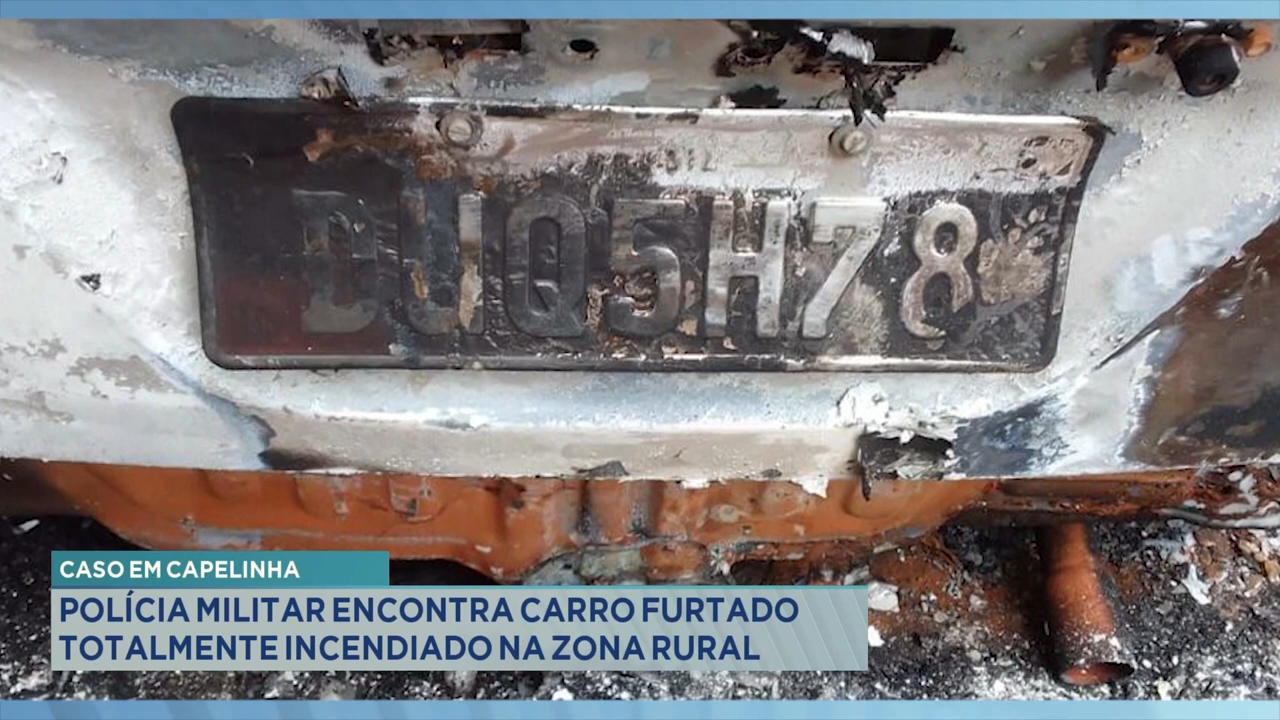 DUQ5H78
CASO EM CAPELINHA
POLÍCIA MILITAR ENCONTRA CARRO FURTADO
TOTALMENTE INCENDIADO NA ZONA RURAL